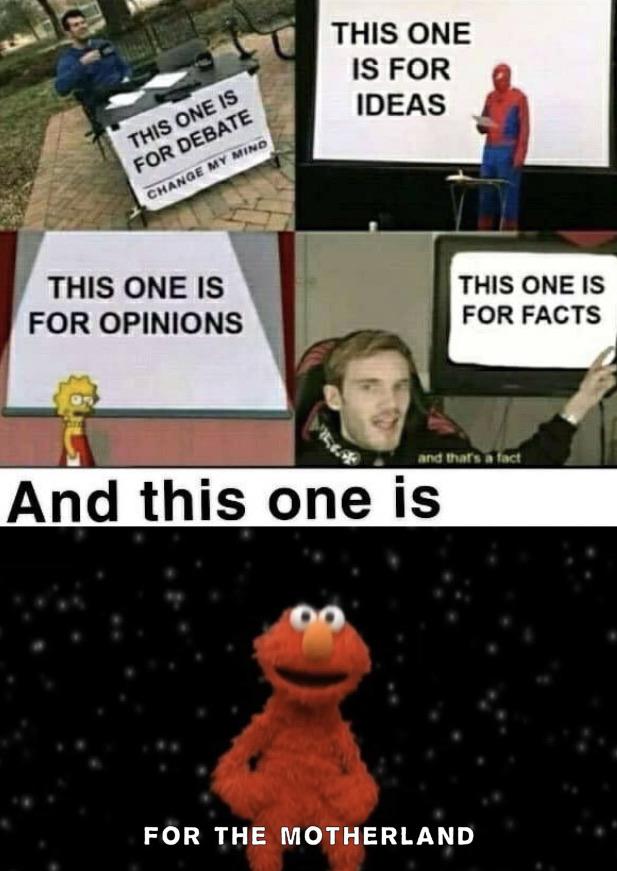 THIS ONE IS
FOR DEBATE
CHANGE MY MIND
THIS ONE
IS FOR
IDEAS
THIS ONE IS
FOR OPINIONS
THIS ONE IS
FOR FACTS
and that's a fact
And this one is
FOR THE MOTHERLAND